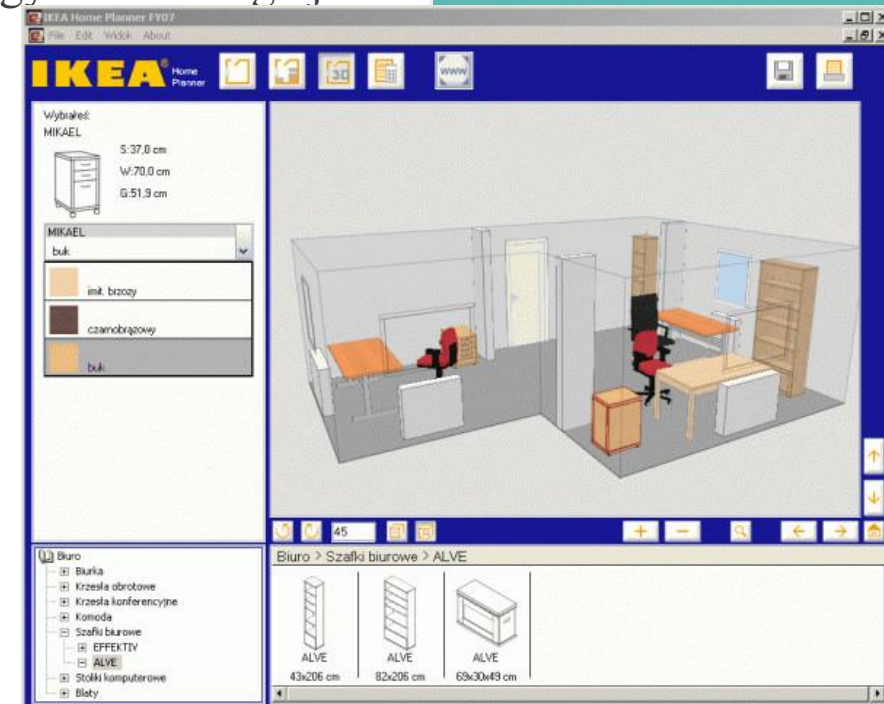 IKEA Home Planner FY07
File Edit Widok About
IKEA® Home Planner
3D
www
Wybrałeś:
MIKAEL
S:37,0 cm
W:70,0 cm
G:51,9 cm
MIKAEL
buk
imit. brzozy
czarnobrązowy
buk
45
Biuro
Biurka
Krzesła obrotowe
Krzesła konferencyjne
Komoda
Szafki biurowe
EFFEKTIV
ALVE
Stoliki komputerowe
Blaty
Biuro > Szafki biurowe > ALVE
ALVE
43x206 cm
ALVE
82x206 cm
ALVE
69x30x49 cm